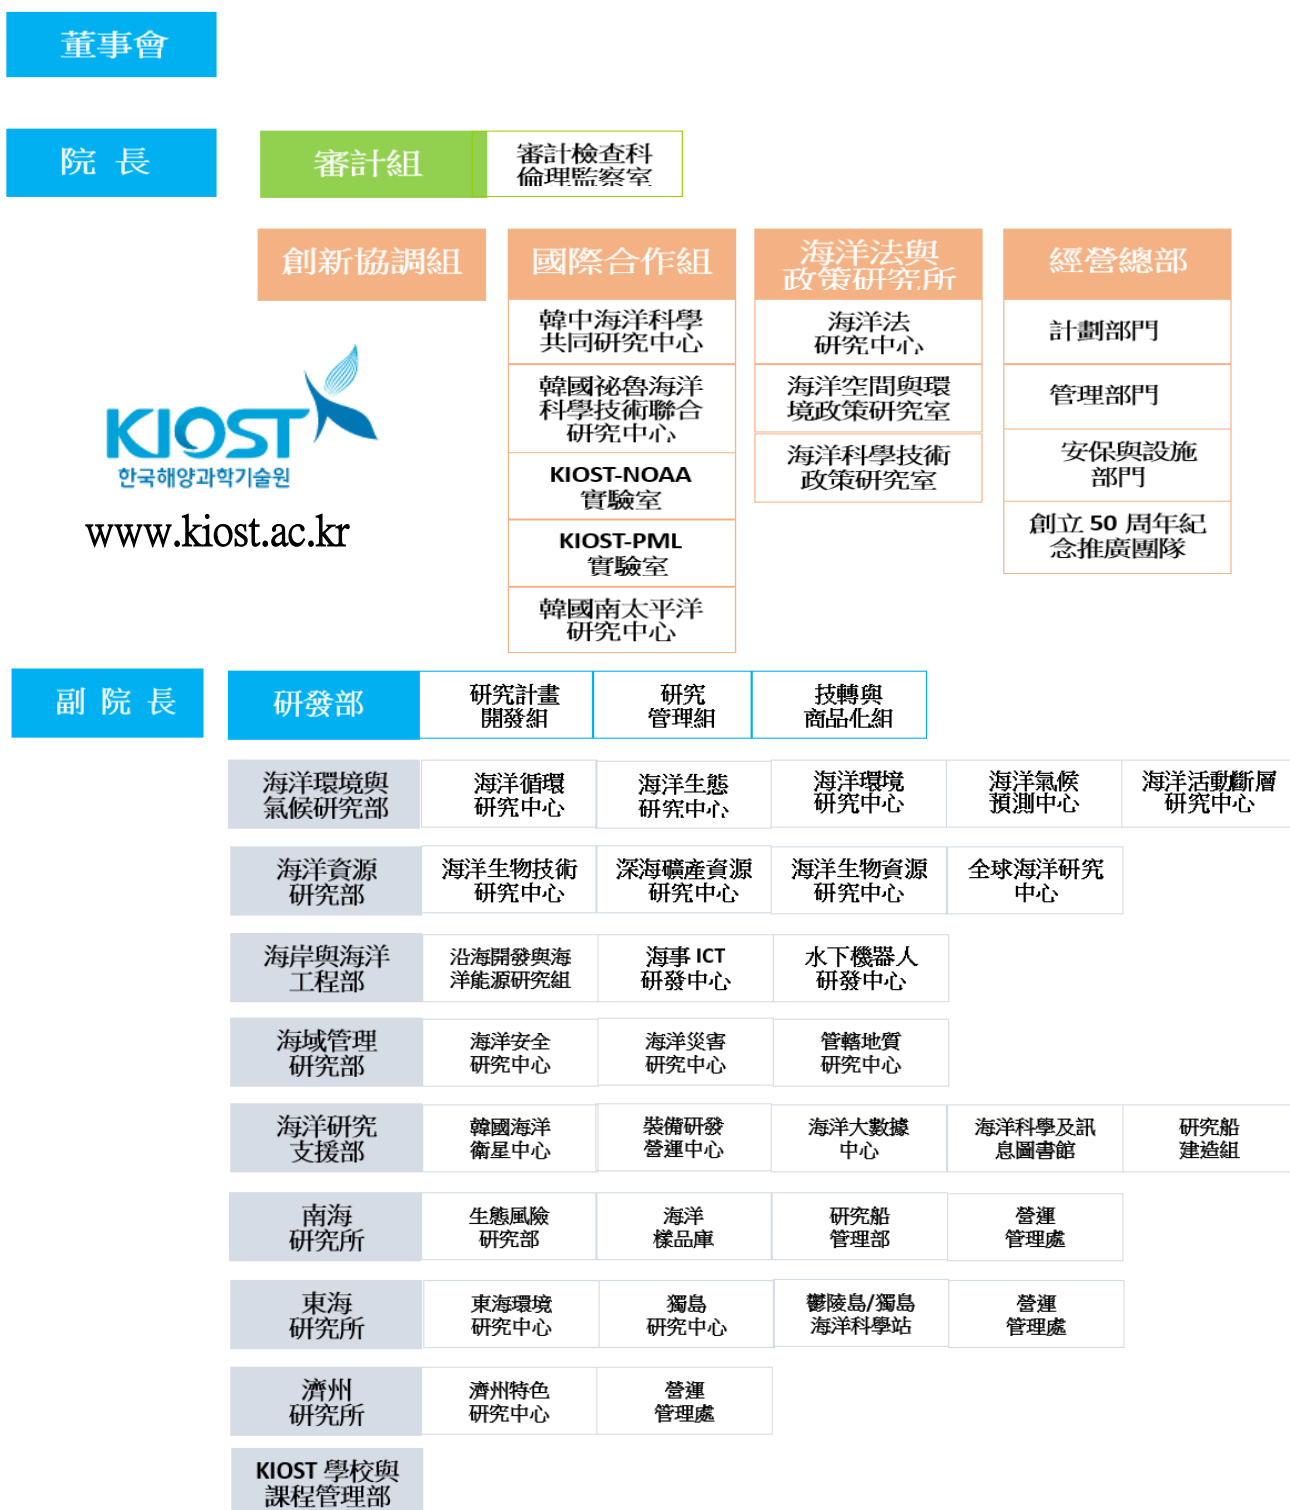 董事會
院 長
審計組
審計檢查科
倫理監察室
創新協調組
國際合作組
韓中海洋科學
共同研究中心
韓國祕魯海洋
科學技術聯合
研究中心
KIOST-NOAA
實驗室
KIOST-PML
實驗室
韓國南太平洋
研究中心
海洋法與
政策研究所
海洋法
研究中心
海洋空間與環
境政策研究室
海洋科學技術
政策研究室
經營總部
計劃部門
管理部門
安保與設施
部門
創立 50 周年紀
念推廣團隊
KIOST
한국해양과학기술원
www.kiost.ac.kr
副 院 長
研發部
研究計畫
開發組
研究
管理組
技轉與
商品化組
海洋環境與
氣候研究部
海洋循環
研究中心
海洋生態
研究中心
海洋環境
研究中心
海洋氣候
預測中心
海洋活動斷層
研究中心
海洋資源
研究部
海洋生物技術
研究中心
深海礦產資源
研究中心
海洋生物資源
研究中心
全球海洋研究
中心
海岸與海洋
工程部
沿海開發與海
洋能源研究組
海事 ICT
研發中心
水下機器人
研發中心
海域管理
研究部
海洋安全
研究中心
海洋災害
研究中心
管轄地質
研究中心
海洋研究
支援部
韓國海洋
衛星中心
裝備研發
營運中心
海洋大數據
中心
海洋科學及訊
息圖書館
研究船
建造組
南海
研究所
生態風險
研究部
海洋
樣品庫
研究船
管理部
營運
管理處
東海
研究所
東海環境
研究中心
獨島
研究中心
鬱陵島/獨島
海洋科學站
營運
管理處
濟州
研究所
濟州特色
研究中心
營運
管理處
KIOST 學校與
課程管理部